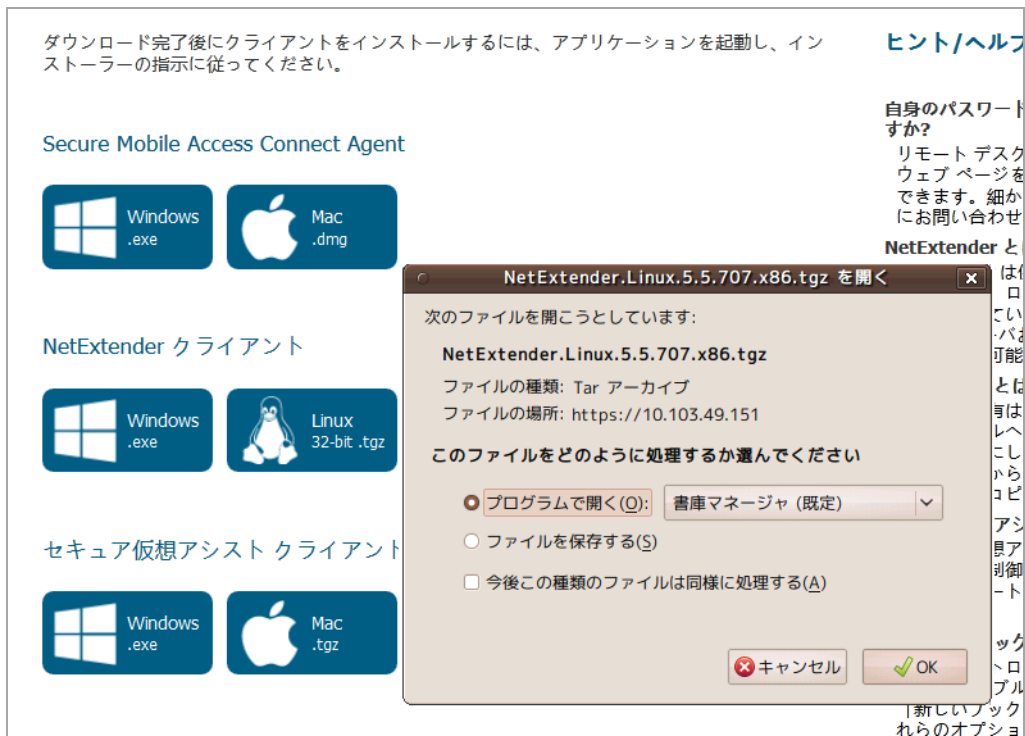 ダウンロード完了後にクライアントをインストールするには、アプリケーションを起動し、イン
ストーラーの指示に従ってください。
Secure Mobile Access Connect Agent
Windows
.exe
Mac
.dmg
NetExtender クライアント
Windows
.exe
Linux
32-bit .tgz
セキュア仮想アシスト クライアント
Windows
.exe
Mac
.tgz
NetExtender.Linux.5.5.707.x86.tgz を開く
次のファイルを開こうとしています:
NetExtender.Linux.5.5.707.x86.tgz
ファイルの種類: Tar アーカイブ
ファイルの場所: https://10.103.49.151
このファイルをどのように処理するか選んでください
プログラムで開く(O):
書庫マネージャ (既定)
ファイルを保存する(S)
今後この種類のファイルは同様に処理する(A)
キャンセル
OK
ヒント/ヘルプ
自身のパスワード
すか?
リモート デスク
ウェブ ページを
できます。細か
にお問い合わせ
NetExtender と